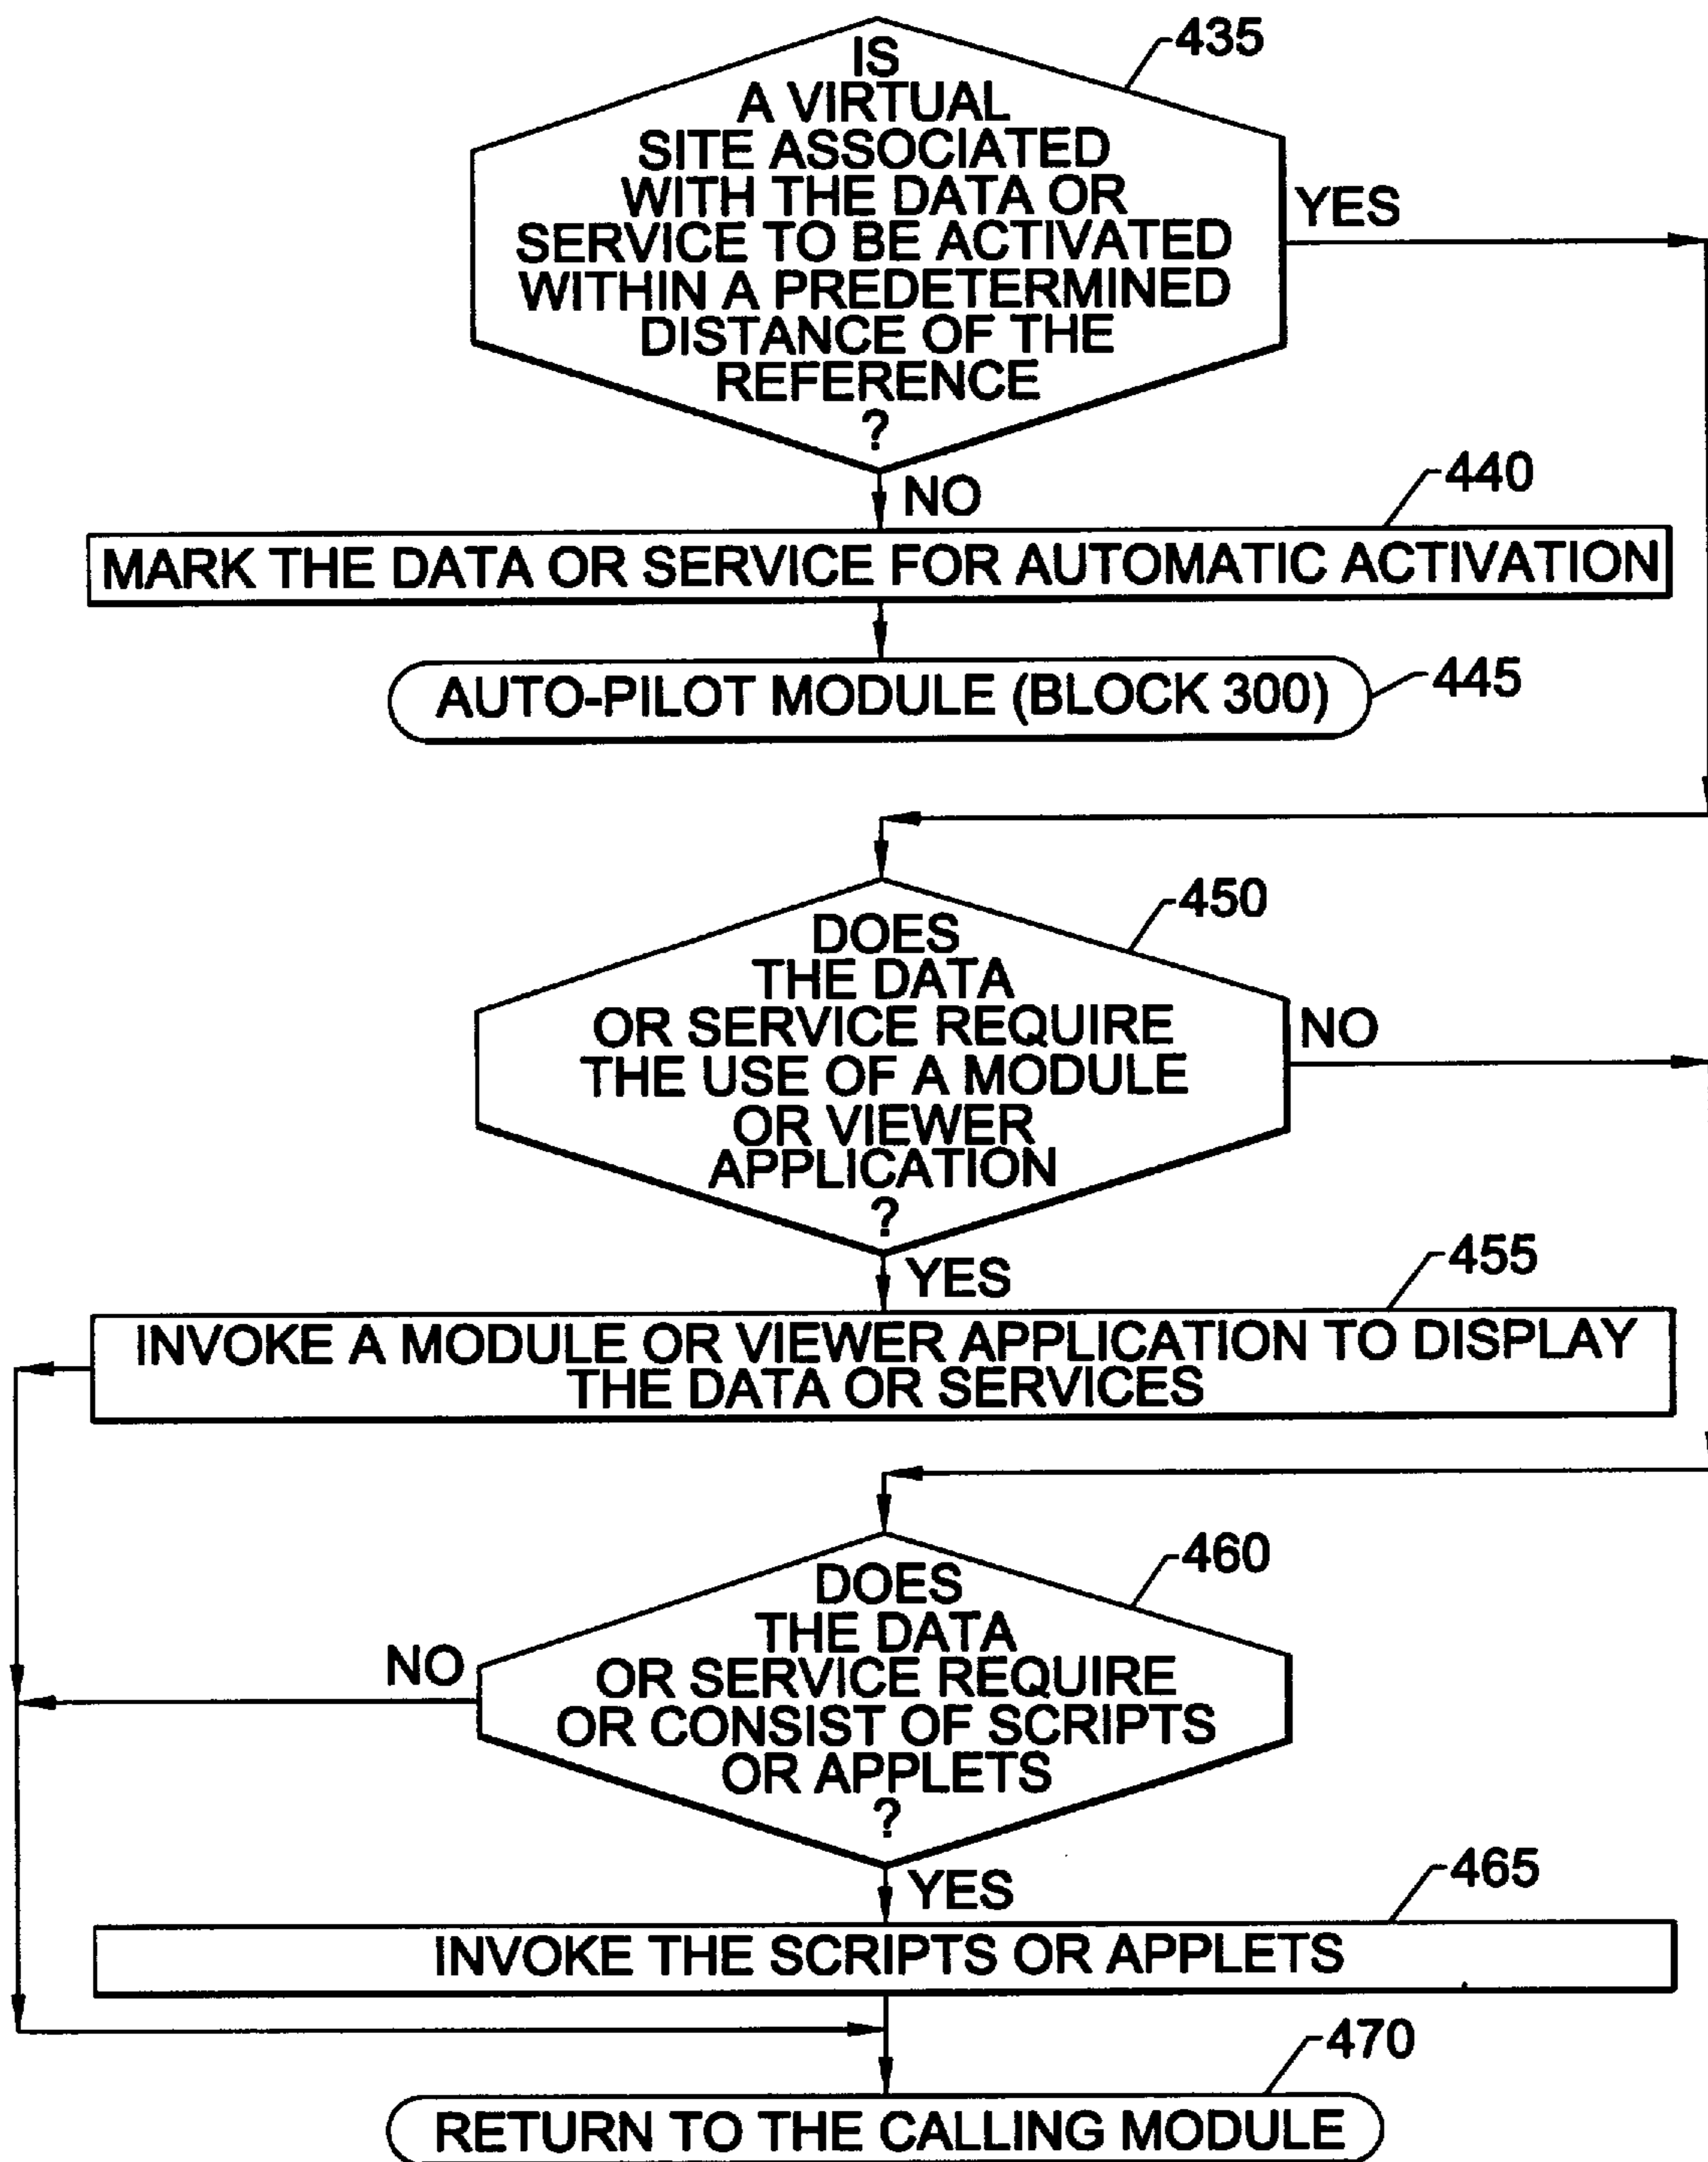 435
IS
A VIRTUAL
SITE ASSOCIATED
WITH THE DATA OR
SERVICE TO BE ACTIVATED
WITHIN A PREDETERMINED
DISTANCE OF THE
REFERENCE
?
YES
NO
440
MARK THE DATA OR SERVICE FOR AUTOMATIC ACTIVATION
AUTO-PILOT MODULE (BLOCK 300)
445
450
DOES
THE DATA
OR SERVICE REQUIRE
THE USE OF A MODULE
OR VIEWER
APPLICATION
?
NO
YES
455
INVOKE A MODULE OR VIEWER APPLICATION TO DISPLAY
THE DATA OR SERVICES
460
DOES
THE DATA
OR SERVICE REQUIRE
OR CONSIST OF SCRIPTS
OR APPLETS
?
NO
YES
465
INVOKE THE SCRIPTS OR APPLETS
470
RETURN TO THE CALLING MODULE